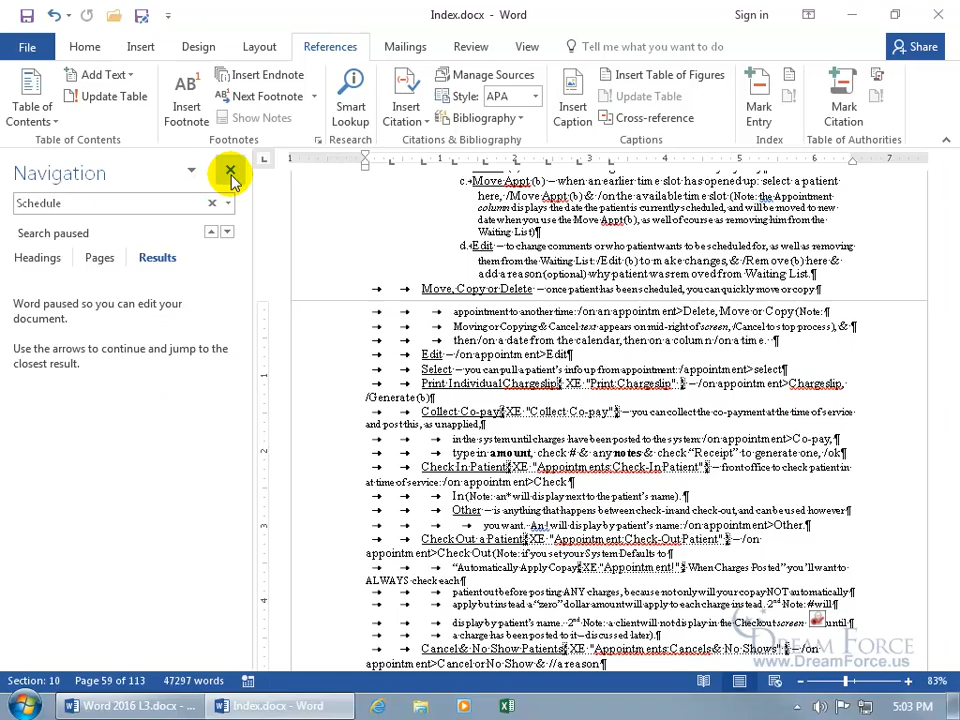 Index.docx - Word
Sign in
File Home Insert Design Layout References Mailings Review View Tell me what you want to do Share
Table of Contents
Add Text
Update Table
Table of Contents
AB1
Insert Footnote
Insert Endnote
Next Footnote
Show Notes
Footnotes
Smart Lookup
Research
Insert Citation
Manage Sources
Style: APA
Bibliography
Citations & Bibliography
Insert Caption
Insert Table of Figures
Update Table
Cross-reference
Captions
Mark Entry
Index
Mark Citation
Table of Authorities
Navigation
Schedule
Search paused
Headings Pages Results
Word paused so you can edit your
document.
Use the arrows to continue and jump to the
closest result.
1 1 2 3 4 5 6 7
1
2
3
4
c. Move Appt (b) – when an earlier time slot has opened up: select a patient
here, /Move Appt(b) & /on the available time slot (Note: the Appointment
column displays the date the patient is currently scheduled, and will be moved to new
date when you use the Move Appt(b), as well of course as removing him from the
Waiting List)¶
d. Edit – to change comments or who patient wants to be scheduled for, as well as removing
them from the Waiting List: /Edit (b) to make changes, & /Remove(b) here &
add a reason (optional) why patient was removed from Waiting List.¶
Move, Copy or Delete – once patient has been scheduled, you can quickly move or copy¶
appointment to another time: /on an appointment>Delete, Move or Copy (Note:
Moving or Copying & Cancel text appears on mid-right of screen, /Cancel to stop process), &
then /on a date from the calendar, then on a column /on a time.
Edit – /on appointment>Edit¶
Select – you can pull a patient's info up from appointment: /appointment>select¶
Print Individual Chargeslip{ XE "Print Chargeslip" } – /on appointment>Chargeslip,
/Generate(b)¶
Collect Co-pay{ XE "Collect Co-pay" } – you can collect the co-payment at the time of service
and post this, as unapplied,¶
in the system until charges have been posted to the system: /on appointment>Co-pay,¶
type in amount, check # & any notes & check "Receipt" to generate one, /ok¶
Check In Patient{ XE "Appointments:Check-In Patient" } – front office to check patient in
at time of service: /on appointment>Check¶
In (Note: an* will display next to the patient's name).¶
Other – is anything that happens between check-in and check-out, and can be used however¶
you want. An! will display by patient's name: /on appointment>Other.¶
Check Out a Patient{ XE "Appointment:Check-Out Patient" } – /on
appointment>Check Out (Note: if you set your System Defaults to
"Automatically Apply Copay{ XE "Appointment!" } When Charges Posted" you'll want to
ALWAYS check each¶
patient out before posting ANY charges, because not only will your copay NOT automatically¶
apply but instead a "zero" dollar amount will apply to each charge instead. 2nd Note: # will
display by patient's name. 2nd Note: a client will not display in the Checkout screen until
a charge has been posted to it – discussed later).¶
Cancel & No Show Patients{ XE "Appointments:Cancels & No Shows" } – /on
appointment>Cancel or No Show & //a reason¶
DREAM FORCE
www.DreamForce.us
Section: 10 Page 59 of 113 47297 words 83%
Word 2016 L3.docx - ... Index.docx - Word 5:03 PM